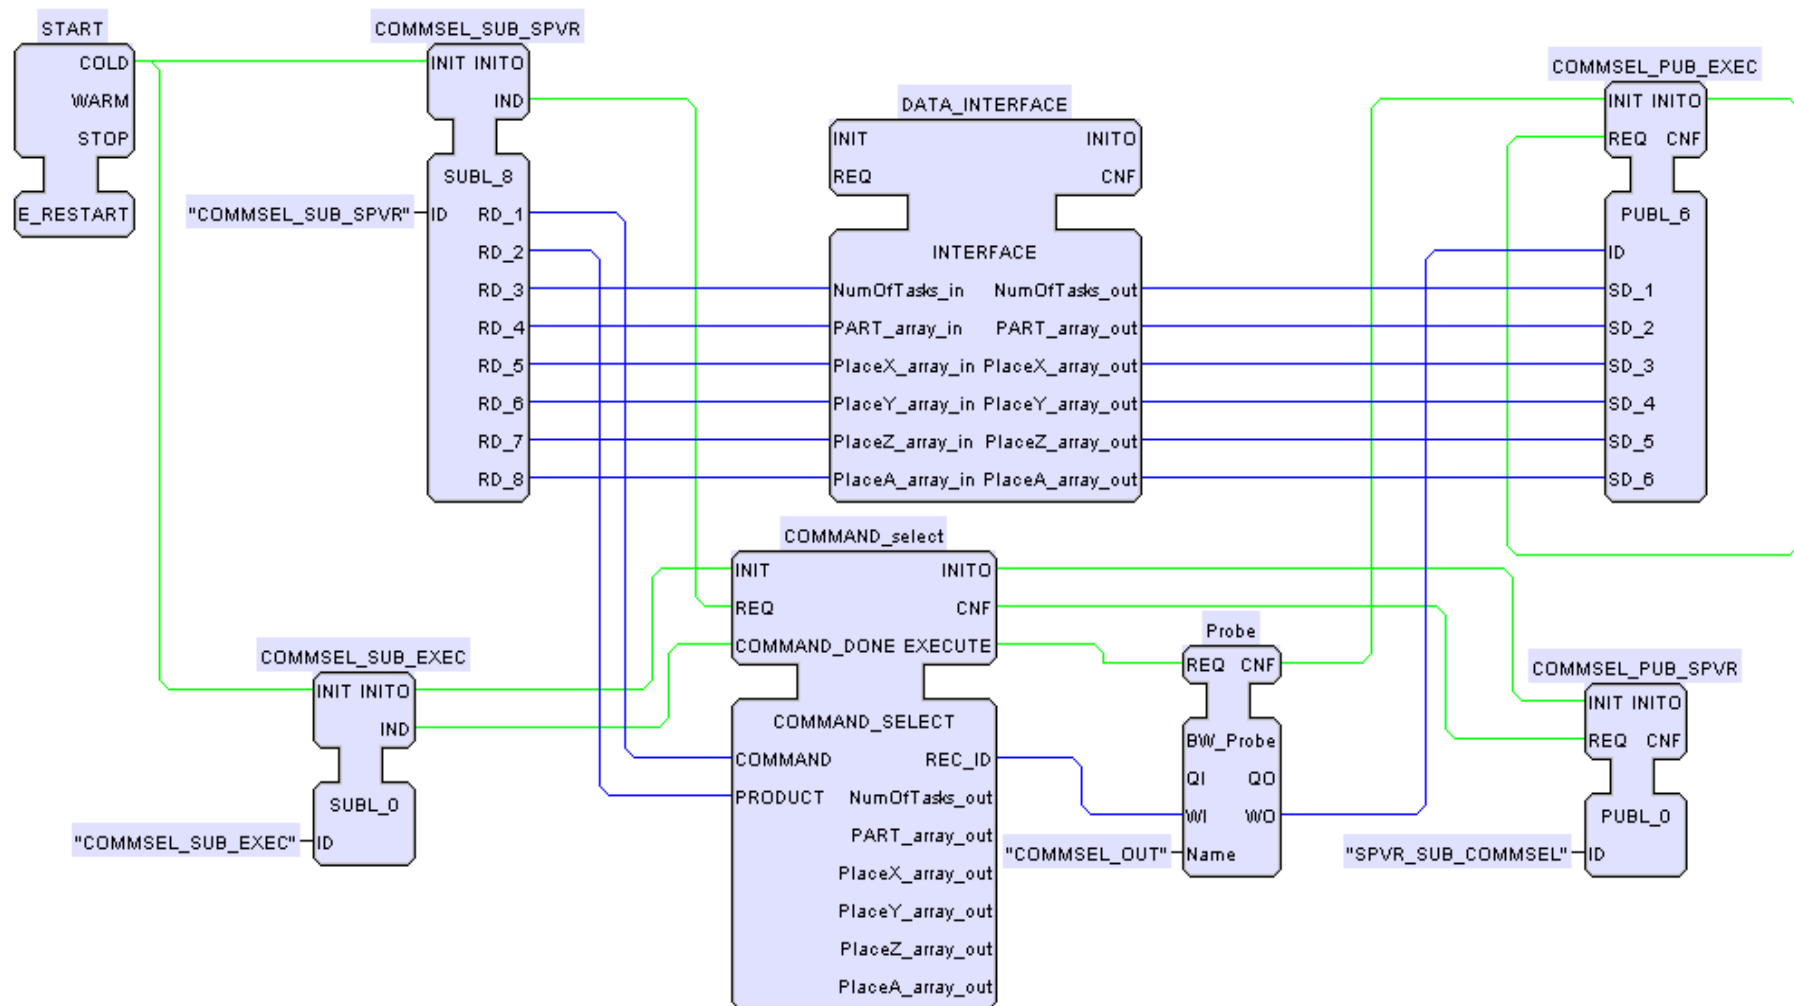 START
COLD
WARM
STOP
E_RESTART
COMMSEL_SUB_SPVR
INIT INITO
IND
SUBL_8
"COMMSEL_SUB_SPVR" ID RD_1
RD_2
RD_3
RD_4
RD_5
RD_6
RD_7
RD_8
DATA_INTERFACE
INIT INITO
REQ CNF
INTERFACE
NumOfTasks_in NumOfTasks_out
PART_array_in PART_array_out
PlaceX_array_in PlaceX_array_out
PlaceY_array_in PlaceY_array_out
PlaceZ_array_in PlaceZ_array_out
PlaceA_array_in PlaceA_array_out
COMMSEL_PUB_EXEC
INIT INITO
REQ CNF
PUBL_6
ID
SD_1
SD_2
SD_3
SD_4
SD_5
SD_6
COMMSEL_SUB_EXEC
INIT INITO
IND
SUBL_0
"COMMSEL_SUB_EXEC" ID
COMMAND_select
INIT INITO
REQ CNF
COMMAND_DONE EXECUTE
COMMAND_SELECT
COMMAND REC_ID
PRODUCT NumOfTasks_out
PART_array_out
PlaceX_array_out
PlaceY_array_out
PlaceZ_array_out
PlaceA_array_out
Probe
REQ CNF
BW_Probe
QI QO
WI WO
"COMMSEL_OUT" Name
COMMSEL_PUB_SPVR
INIT INITO
REQ CNF
PUBL_0
"SPVR_SUB_COMMSEL" ID